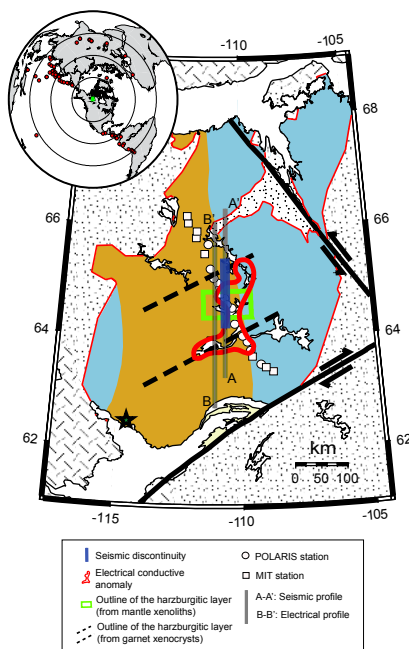 -110
-105
68
66
66
A'
B'
64
64
A
B
62
62
km
0
100
-115
-110
-105
Seismic discontinuity
Electrical conductive
anomaly
Outline of the harzburgitic layer
(from mantle xenoliths)
Outline of the harzburgitic layer
(from garnet xenocrysts)
POLARIS station
MIT station
A-A': Seismic profile
B-B': Electrical profile